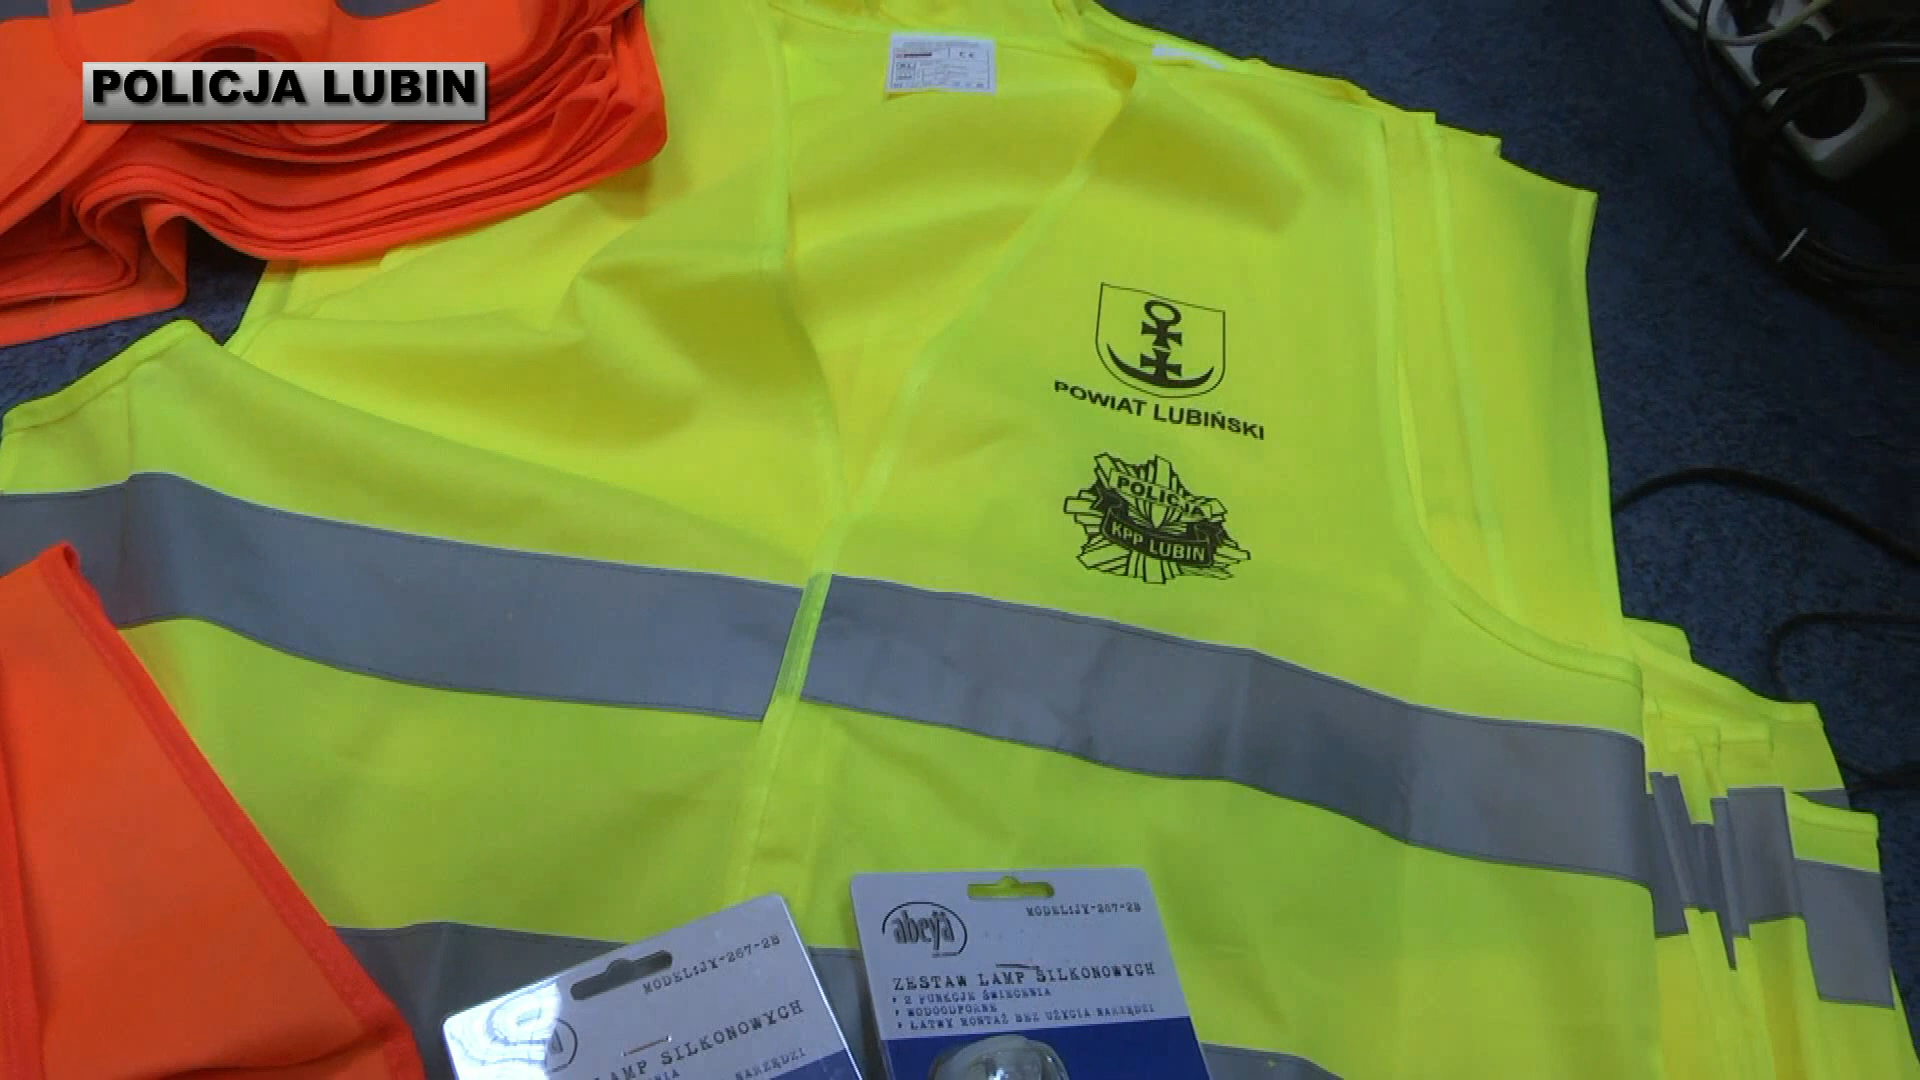 POLICJA LUBIN
POWIAT LUBIŃSKI
POLICJA
KPP LUBIN
abeya
MODEL:JY-267-2B
ZESTAW LAMP SILKONOWYCH
• 2 FUNKCJE ŚWIECENIA
• WODOODPORNE
• ŁATWY MONTAŻ BEZ UŻYCIA NARZĘDZI
MODEL:JY-267-2B
LAMP SILKONOWYCH
NARZĘDZI